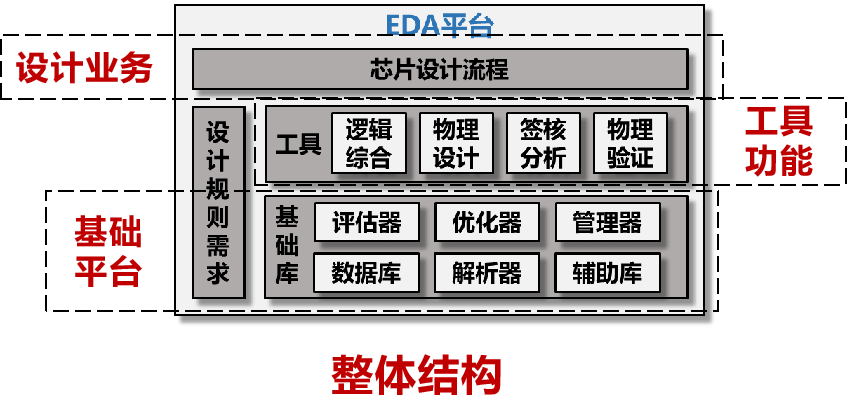 EDA平台
设计业务
芯片设计流程
设计规则需求
工具
逻辑
综合
物理
设计
签核
分析
物理
验证
工具
功能
基础
平台
基础库
评估器
优化器
管理器
数据库
解析器
辅助库
整体结构